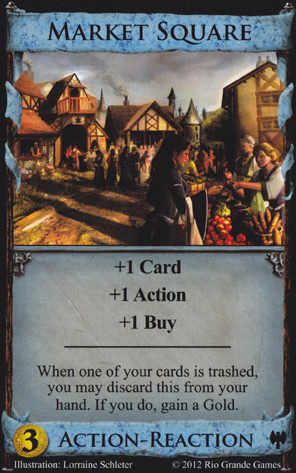 Market Square
+1 Card
+1 Action
+1 Buy
When one of your cards is trashed,
you may discard this from your
hand. If you do, gain a Gold.
3 Action-Reaction
Illustration: Lorraine Schleter © 2012 Rio Grande Games